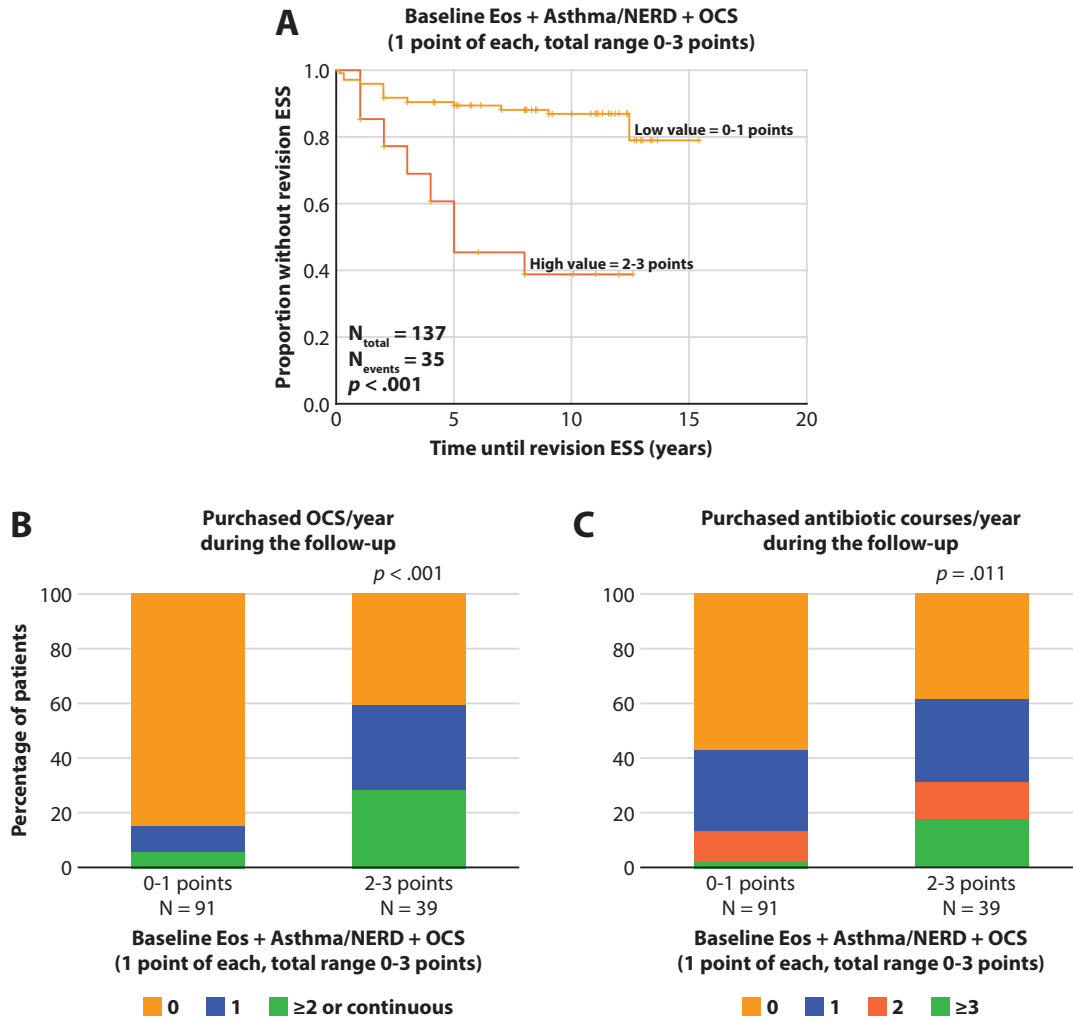 A
Baseline Eos + Asthma/NERD + OCS
(1 point of each, total range 0-3 points)
Proportion without revision ESS
1.0
0.8
0.6
0.4
0.2
0.0
Low value = 0-1 points
High value = 2-3 points
N_total = 137
N_events = 35
p < .001
0 5 10 15 20
Time until revision ESS (years)
B
Purchased OCS/year
during the follow-up
p < .001
Percentage of patients
100
80
60
40
20
0
0-1 points 2-3 points
N = 91 N = 39
Baseline Eos + Asthma/NERD + OCS
(1 point of each, total range 0-3 points)
0 1 ≥2 or continuous
C
Purchased antibiotic courses/year
during the follow-up
p = .011
100
80
60
40
20
0
0-1 points 2-3 points
N = 91 N = 39
Baseline Eos + Asthma/NERD + OCS
(1 point of each, total range 0-3 points)
0 1 2 ≥3